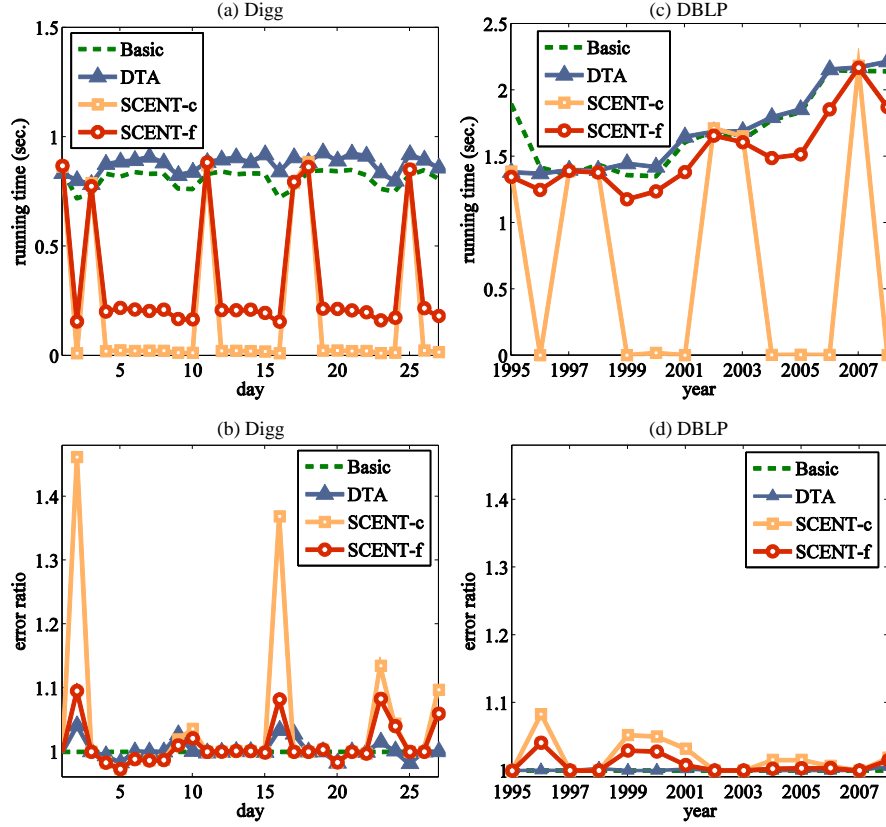 (a) Digg
running time (sec.)
1.5
1
0.5
0
Basic
DTA
SCENT-c
SCENT-f
5 10 15 20 25
day
(c) DBLP
running time (sec.)
2.5
2
1.5
1
0.5
0
Basic
DTA
SCENT-c
SCENT-f
1995 1997 1999 2001 2003 2005 2007
year
(b) Digg
error ratio
1.4
1.3
1.2
1.1
1
Basic
DTA
SCENT-c
SCENT-f
5 10 15 20 25
day
(d) DBLP
error ratio
1.4
1.3
1.2
1.1
1
Basic
DTA
SCENT-c
SCENT-f
1995 1997 1999 2001 2003 2005 2007
year